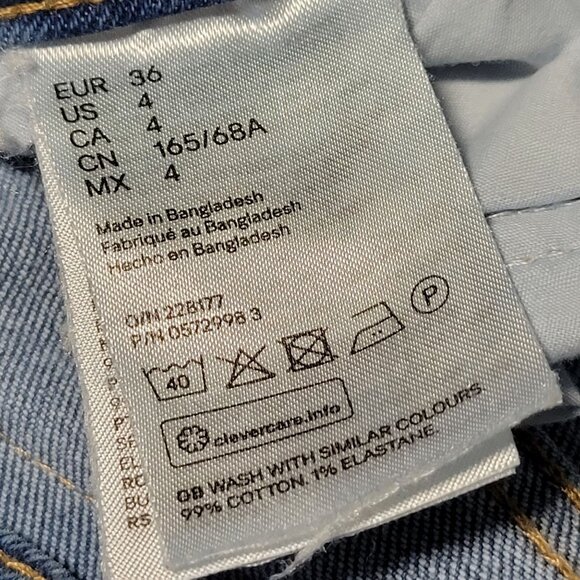 EUR 36
US 4
CA 4
CN 165/68A
MX 4
Made in Bangladesh
Fabriqué au Bangladesh
Hecho en Bangladesh
O/N 228177
P/N 0572998 3
40
P
clevercare.info
GB WASH WITH SIMILAR COLOURS
99% COTTON. 1% ELASTANE.